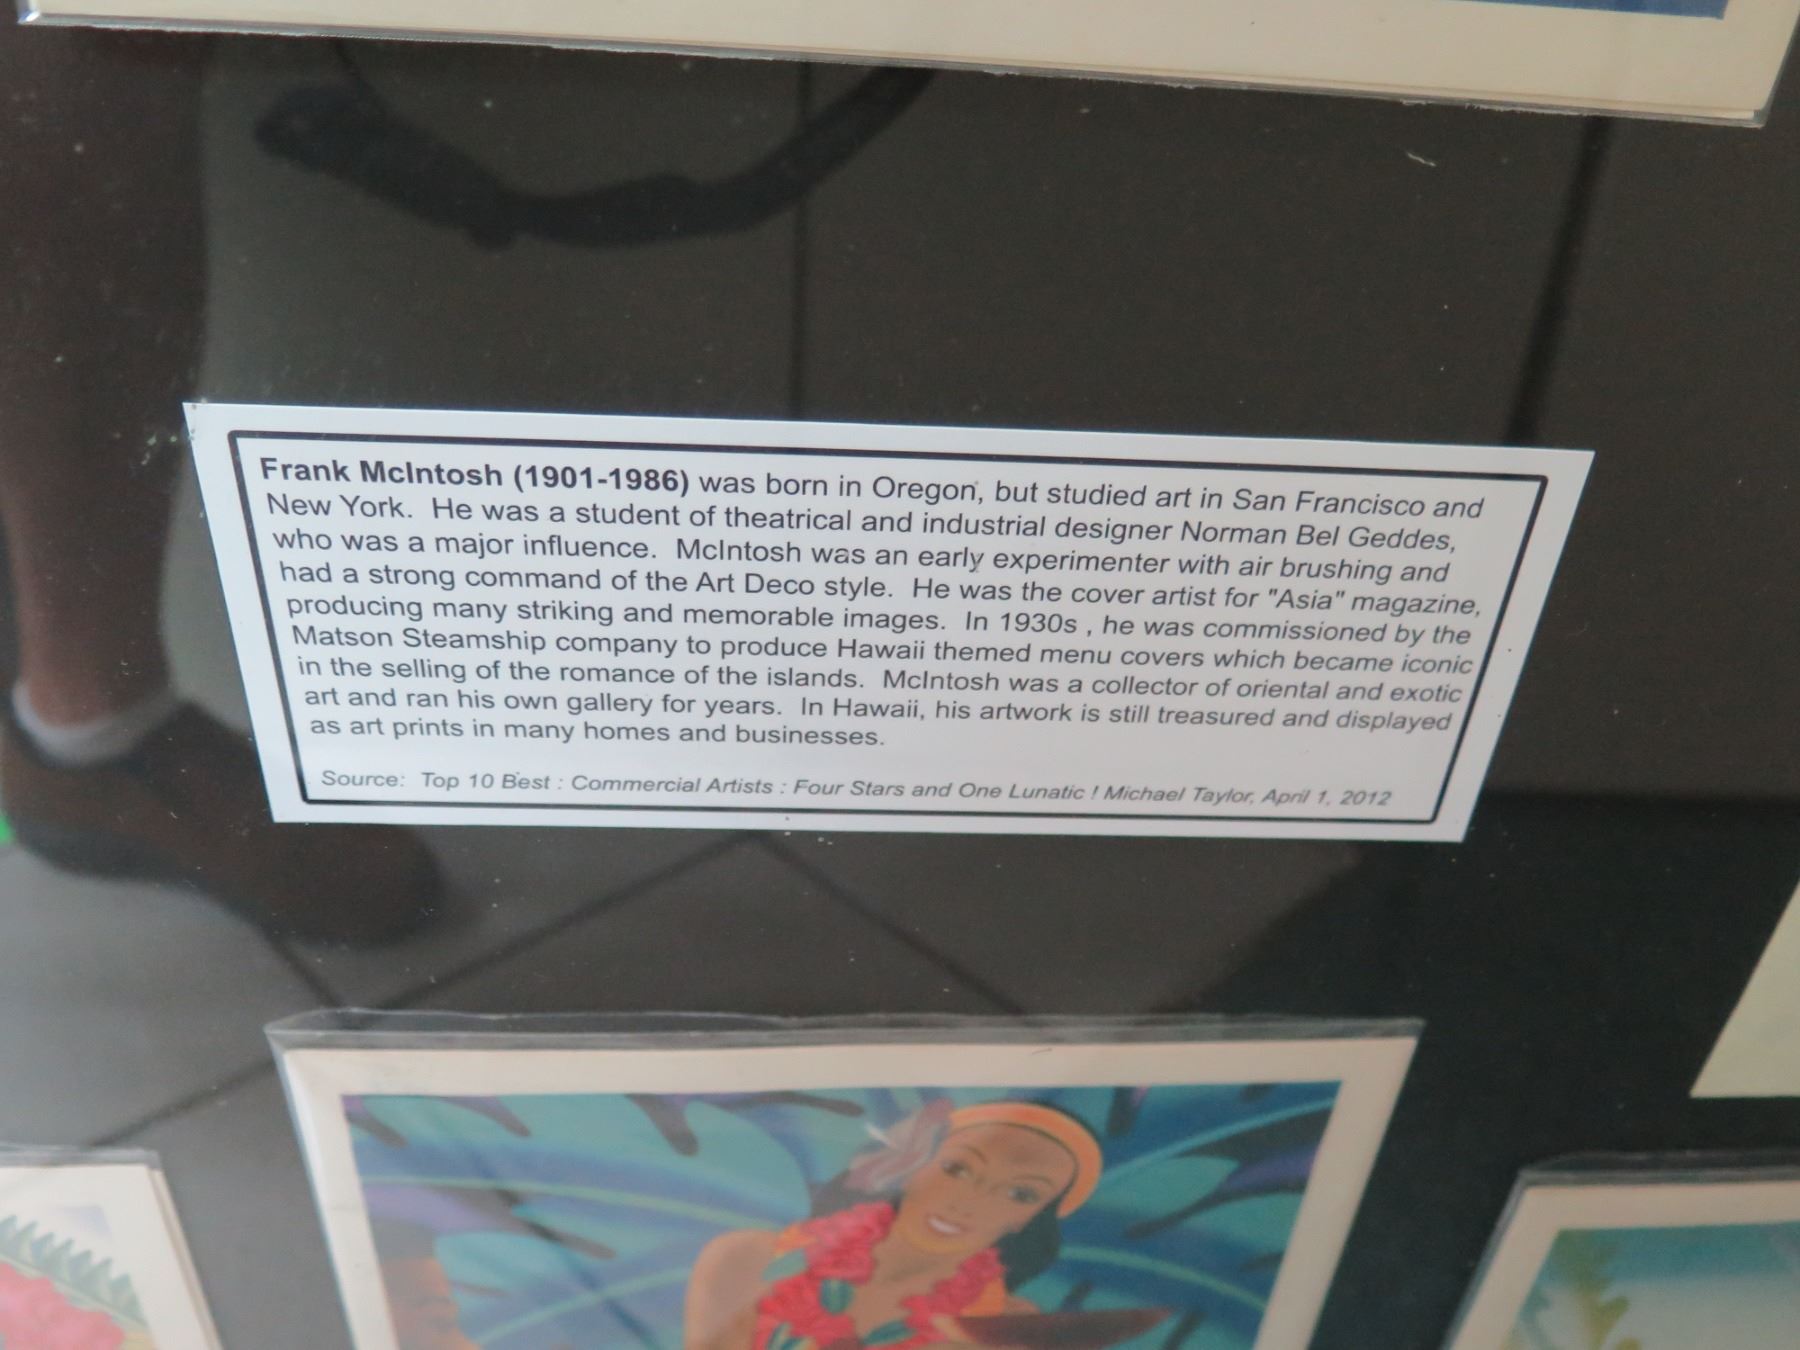 Frank McIntosh (1901-1986) was born in Oregon, but studied art in San Francisco and
New York. He was a student of theatrical and industrial designer Norman Bel Geddes,
who was a major influence. McIntosh was an early experimenter with air brushing and
had a strong command of the Art Deco style. He was the cover artist for "Asia" magazine,
producing many striking and memorable images. In 1930s , he was commissioned by the
Matson Steamship company to produce Hawaii themed menu covers which became iconic
in the selling of the romance of the islands. McIntosh was a collector of oriental and exotic
art and ran his own gallery for years. In Hawaii, his artwork is still treasured and displayed
as art prints in many homes and businesses.
Source: Top 10 Best : Commercial Artists : Four Stars and One Lunatic ! Michael Taylor, April 1, 2012